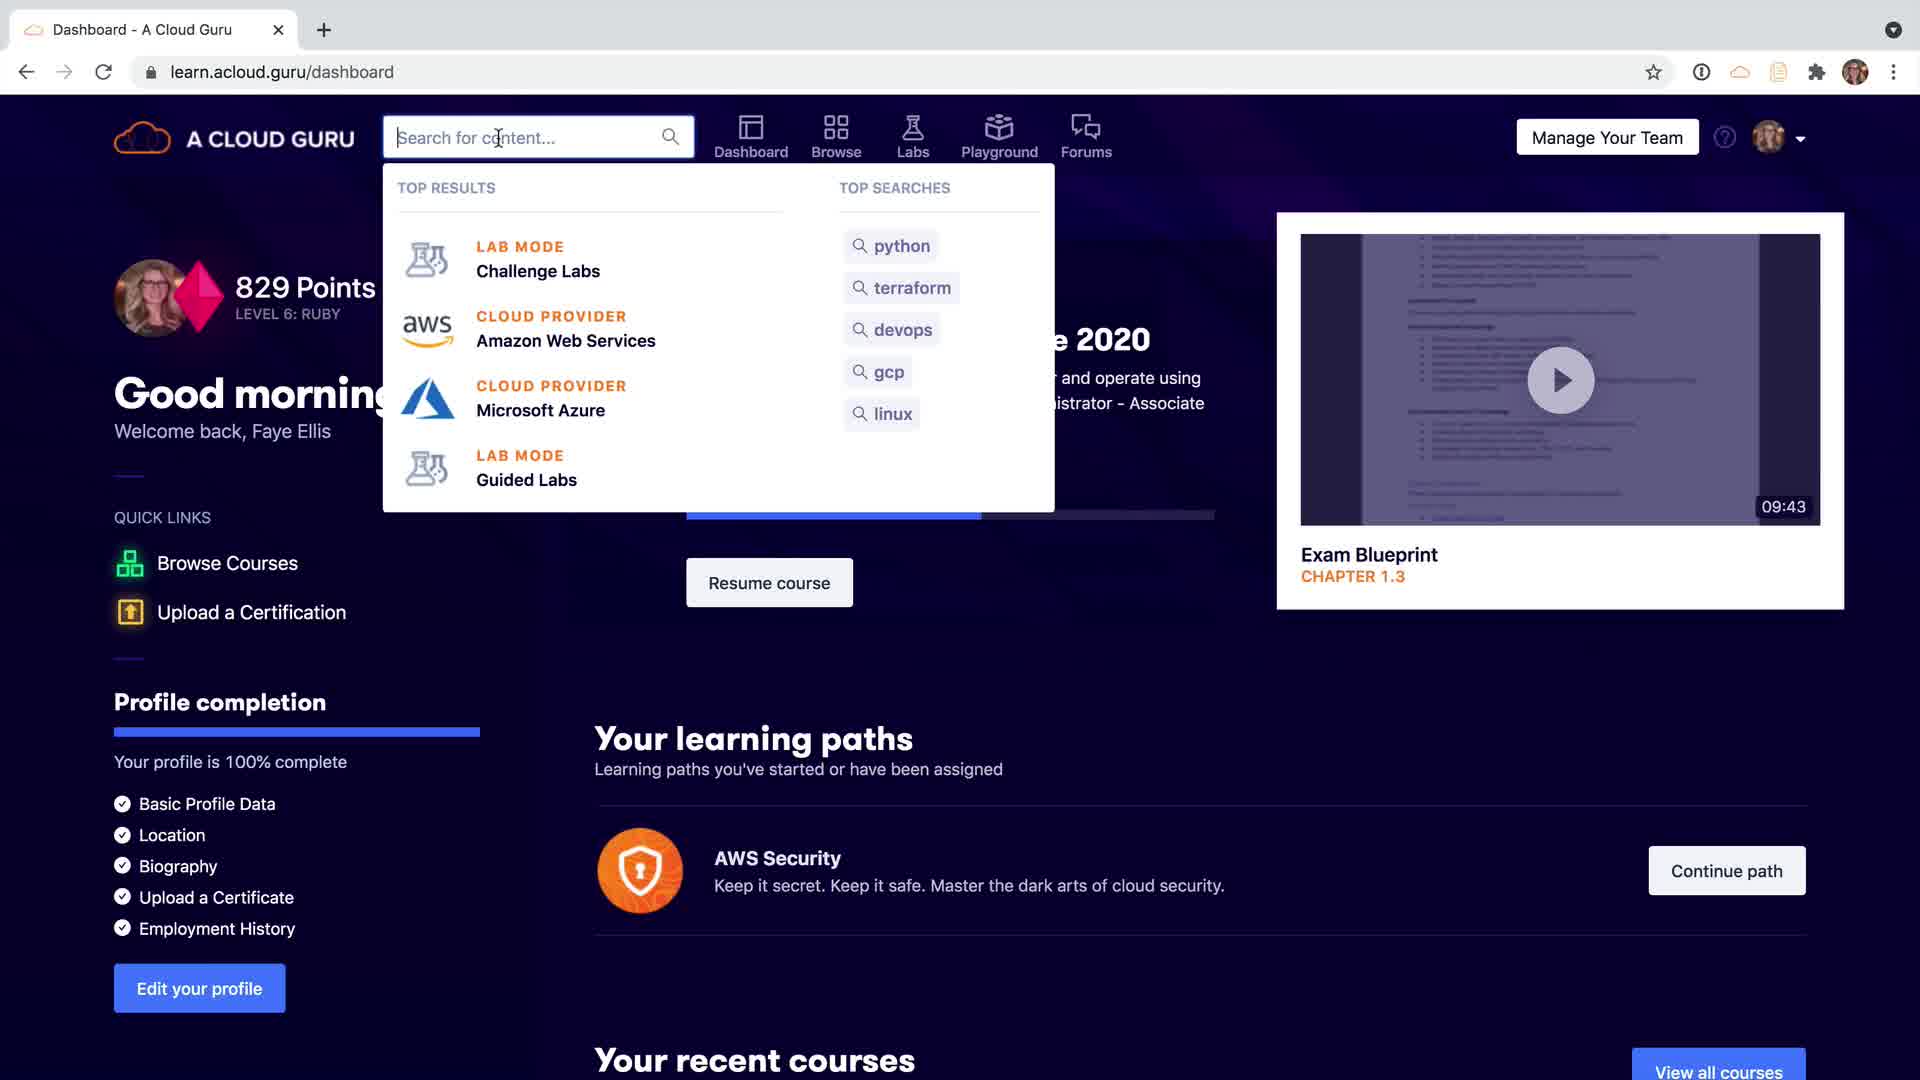 Dashboard - A Cloud Guru
learn.acloud.guru/dashboard
A CLOUD GURU
Search for content...
Dashboard
Browse
Labs
Playground
Forums
Manage Your Team
TOP RESULTS
LAB MODE
Challenge Labs
aws
CLOUD PROVIDER
Amazon Web Services
CLOUD PROVIDER
Microsoft Azure
LAB MODE
Guided Labs
TOP SEARCHES
python
terraform
devops
gcp
linux
829 Points
LEVEL 6: RUBY
Good morning
Welcome back, Faye Ellis
QUICK LINKS
Browse Courses
Upload a Certification
Profile completion
Your profile is 100% complete
Basic Profile Data
Location
Biography
Upload a Certificate
Employment History
Edit your profile
2020
and operate using
- Associate
Resume course
09:43
Exam Blueprint
CHAPTER 1.3
Your learning paths
Learning paths you've started or have been assigned
AWS Security
Keep it secret. Keep it safe. Master the dark arts of cloud security.
Continue path
Your recent courses
View all courses